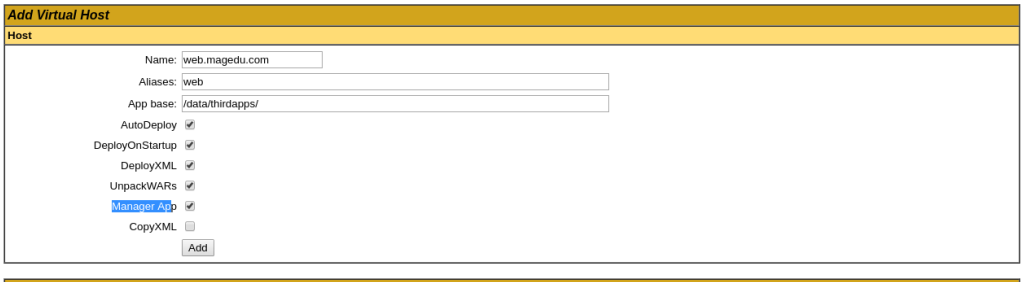 Add Virtual Host
Host
Name: web.magedu.com
Aliases: web
App base: /data/thirdapps/
AutoDeploy
DeployOnStartup
DeployXML
UnpackWARs
Manager App
CopyXML
Add